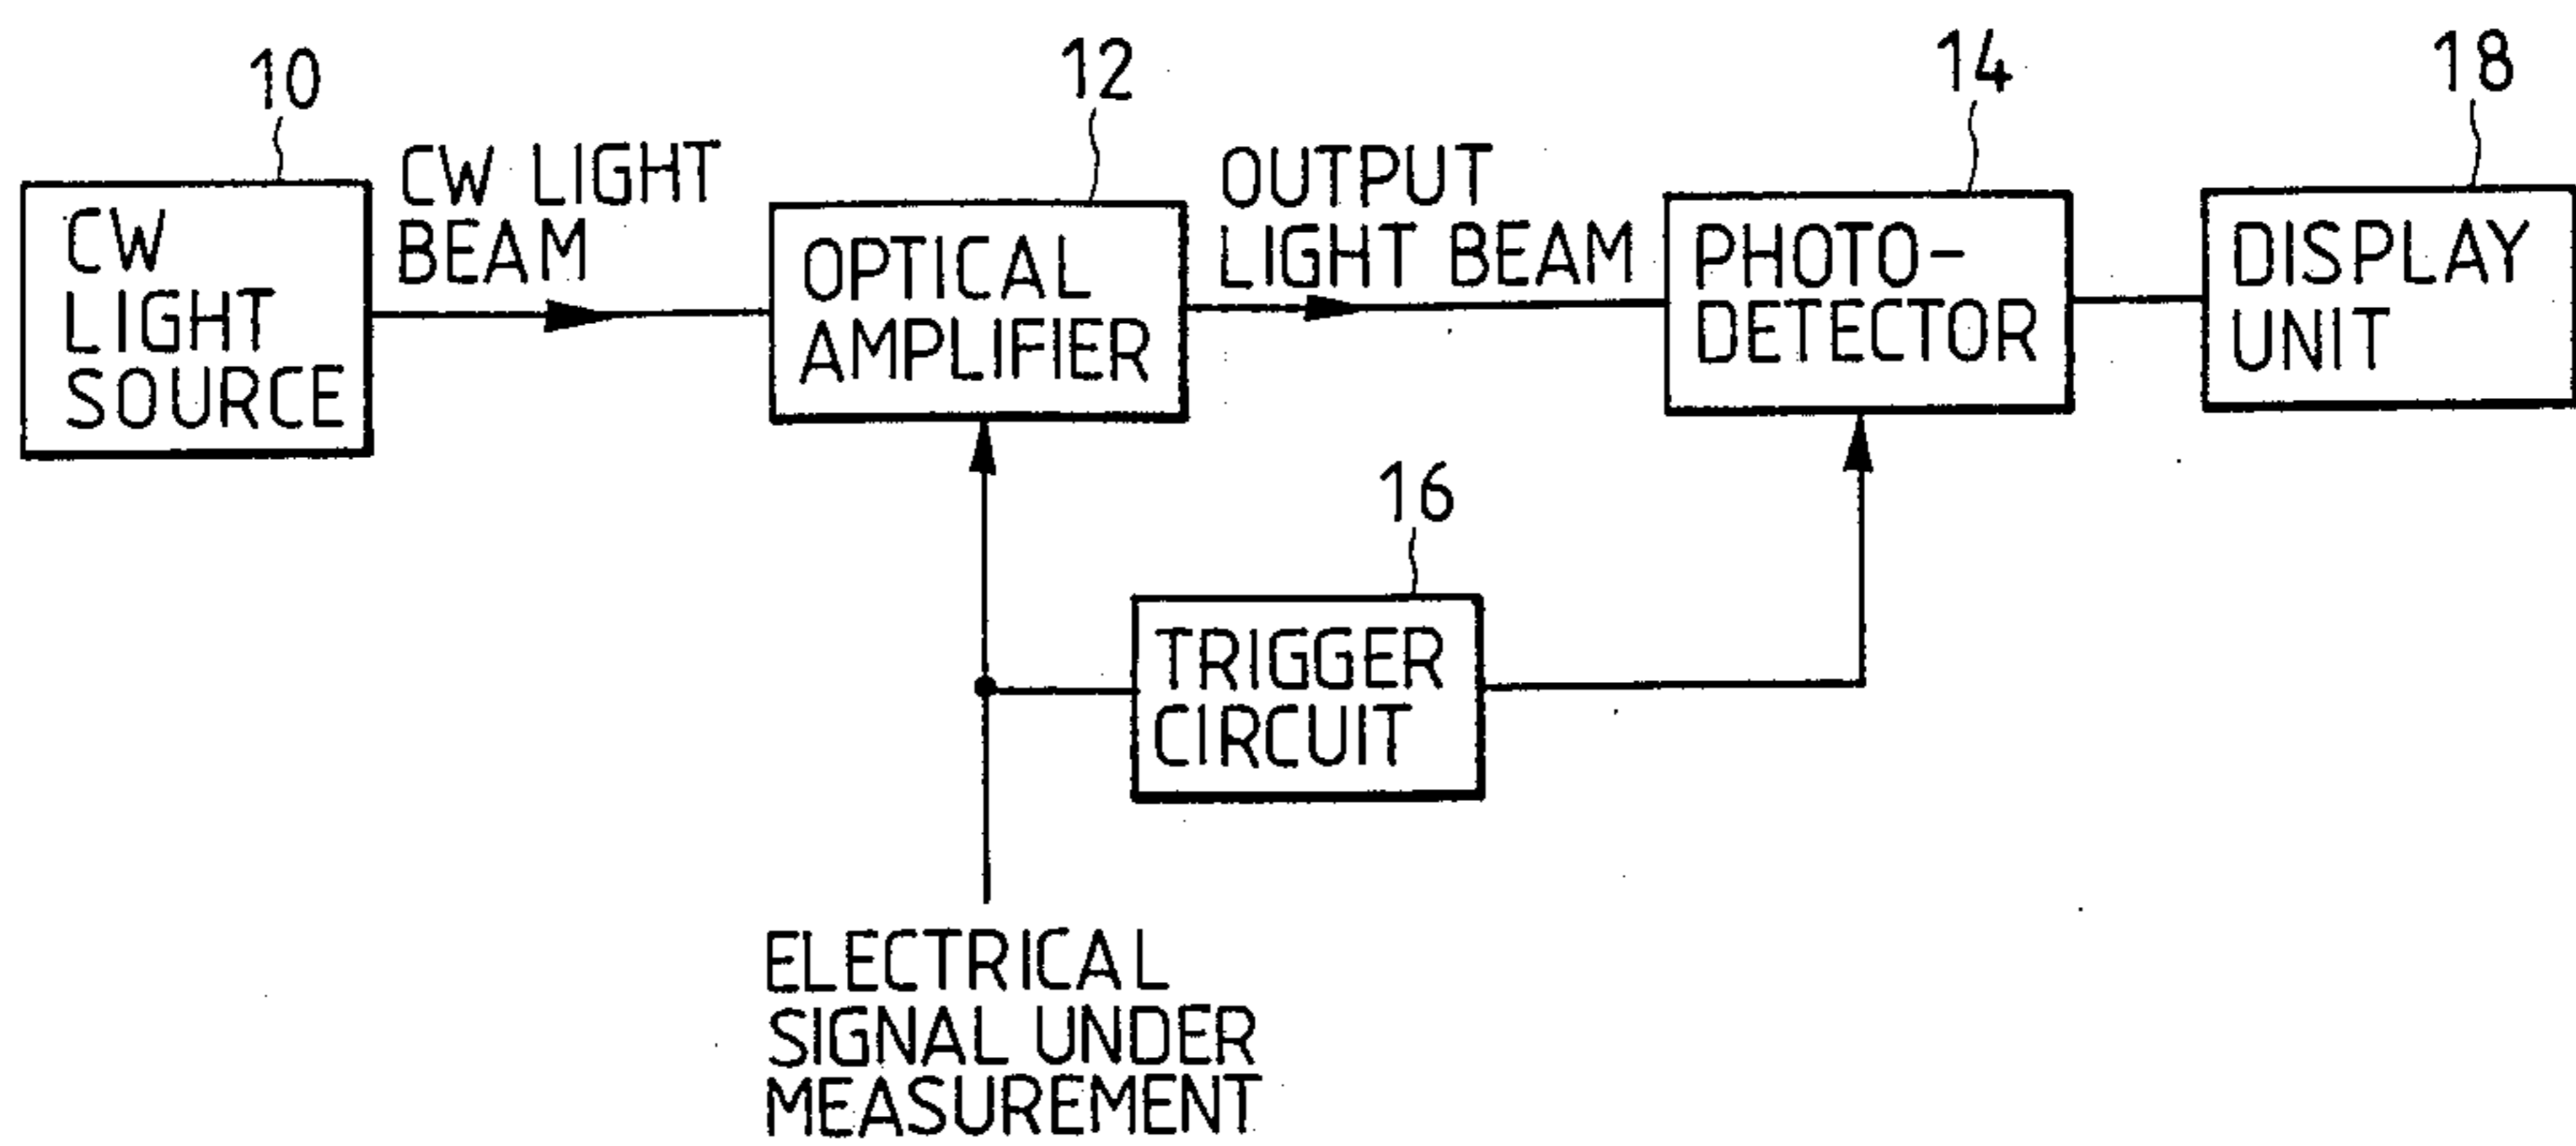 10
12
14
18
CW LIGHT
BEAM
OUTPUT
LIGHT BEAM
CW
LIGHT
SOURCE
OPTICAL
AMPLIFIER
PHOTO-
DETECTOR
DISPLAY
UNIT
16
TRIGGER
CIRCUIT
ELECTRICAL
SIGNAL UNDER
MEASUREMENT